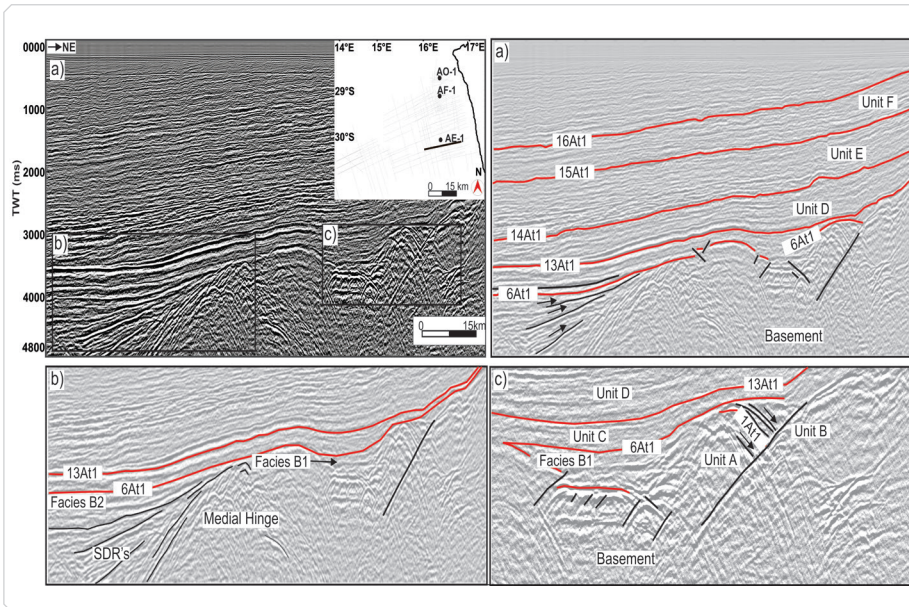 0000
NE
14°E 15°E 16°E 17°E
a)
AO-1
29°S
AF-1
1000
30°S
AE-1
TWT (ms)
2000
N
0 15 km
3000
b)
c)
4000
0 15km
4800
a)
Unit F
16At1
15At1
Unit E
Unit D
14At1
6At1
13At1
6At1
Basement
b)
13At1
Facies B1
6At1
Facies B2
Medial Hinge
SDR's
c)
Unit D
13At1
Unit C
6At1
1At1
Unit B
Facies B1
Unit A
Basement